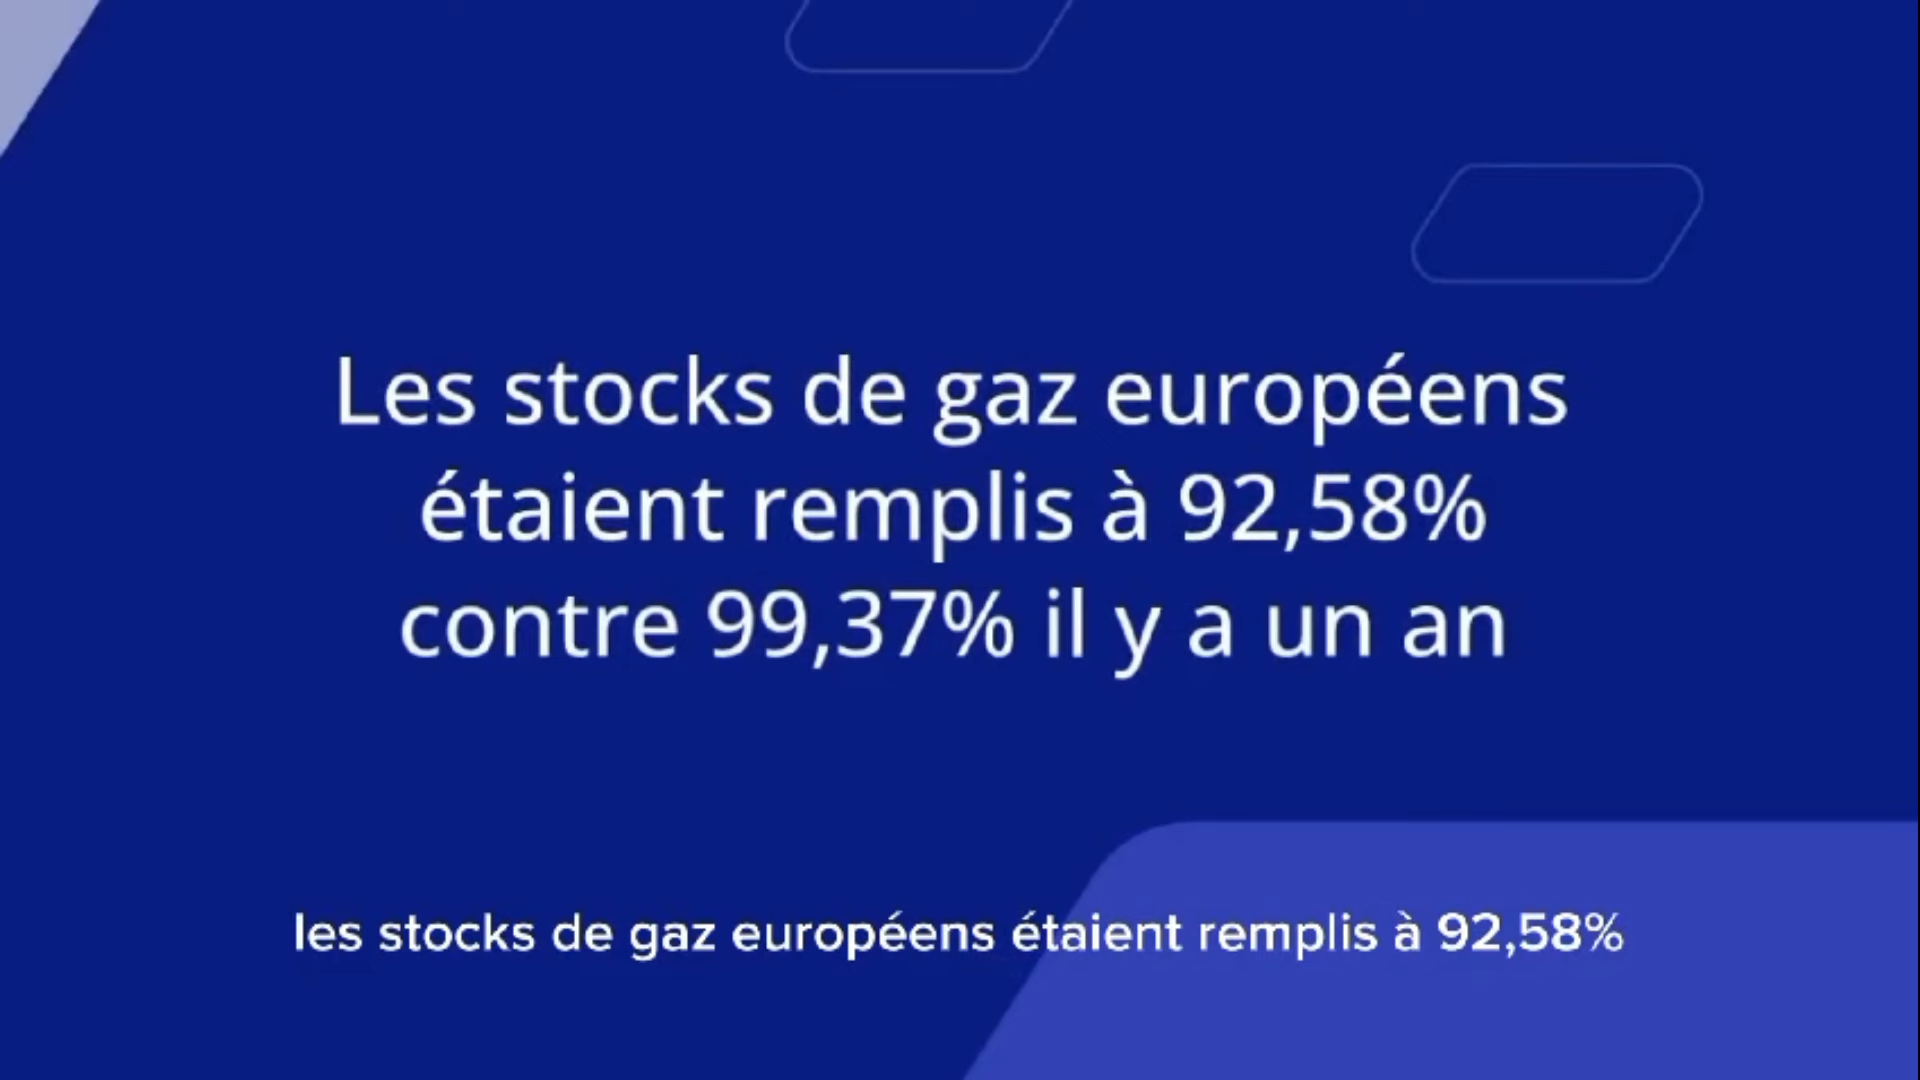 Les stocks de gaz européens
étaient remplis à 92,58%
contre 99,37% il y a un an
les stocks de gaz européens étaient remplis à 92,58%